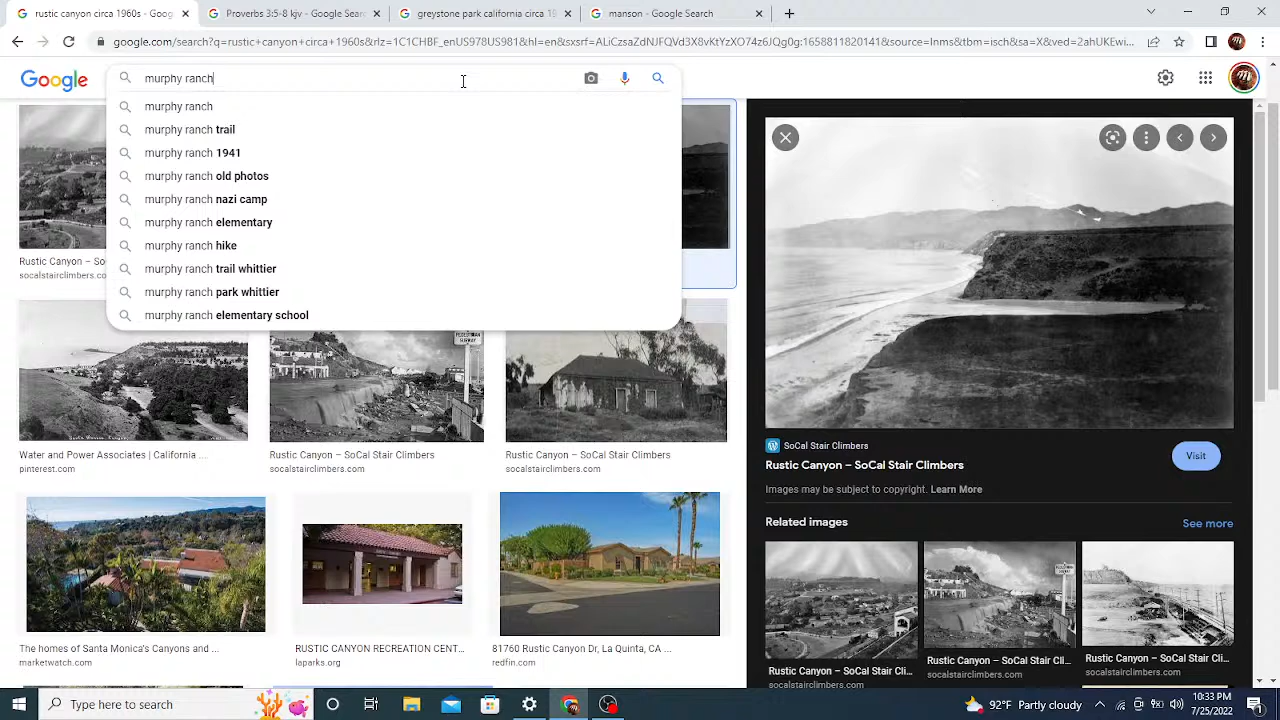 rustic canyon circa 1960s - Goog
Proverbs 3:5-8 kjv - Google Sear
greystone park california circa 19
manson - Google Search
google.com/search?q=rustic+canyon+circa+1960s&rlz=1C1CHBF_enUS978US981&hl=en&sxsrf=ALiCzsaZdNJFQVd3X8vKtYzXO74z6JQg0g:1658811820141&source=lnms&tbm=isch&sa=X&ved=2ahUKEwi...
Google
murphy ranch
murphy ranch
murphy ranch trail
murphy ranch 1941
murphy ranch old photos
murphy ranch nazi camp
murphy ranch elementary
murphy ranch hike
murphy ranch trail whittier
murphy ranch park whittier
murphy ranch elementary school
Rustic Canyon – So
socalstairclimbers.co
PEDESTRIAN
SUBWAY
Water and Power Associates | California ...
pinterest.com
Rustic Canyon – SoCal Stair Climbers
socalstairclimbers.com
Rustic Canyon – SoCal Stair Climbers
socalstairclimbers.com
The homes of Santa Monica's Canyons and ...
marketwatch.com
RUSTIC CANYON RECREATION CENT...
laparks.org
81760 Rustic Canyon Dr, La Quinta, CA ...
redfin.com
SoCal Stair Climbers
Rustic Canyon – SoCal Stair Climbers
Visit
Images may be subject to copyright. Learn More
Related images
See more
Rustic Canyon – SoCal Stair Cli...
socalstairclimbers.com
Rustic Canyon – SoCal Stair Cli...
socalstairclimbers.com
Rustic Canyon – SoCal Stair Cli...
socalstairclimbers.com
Type here to search
92°F Partly cloudy
10:33 PM
7/25/2022